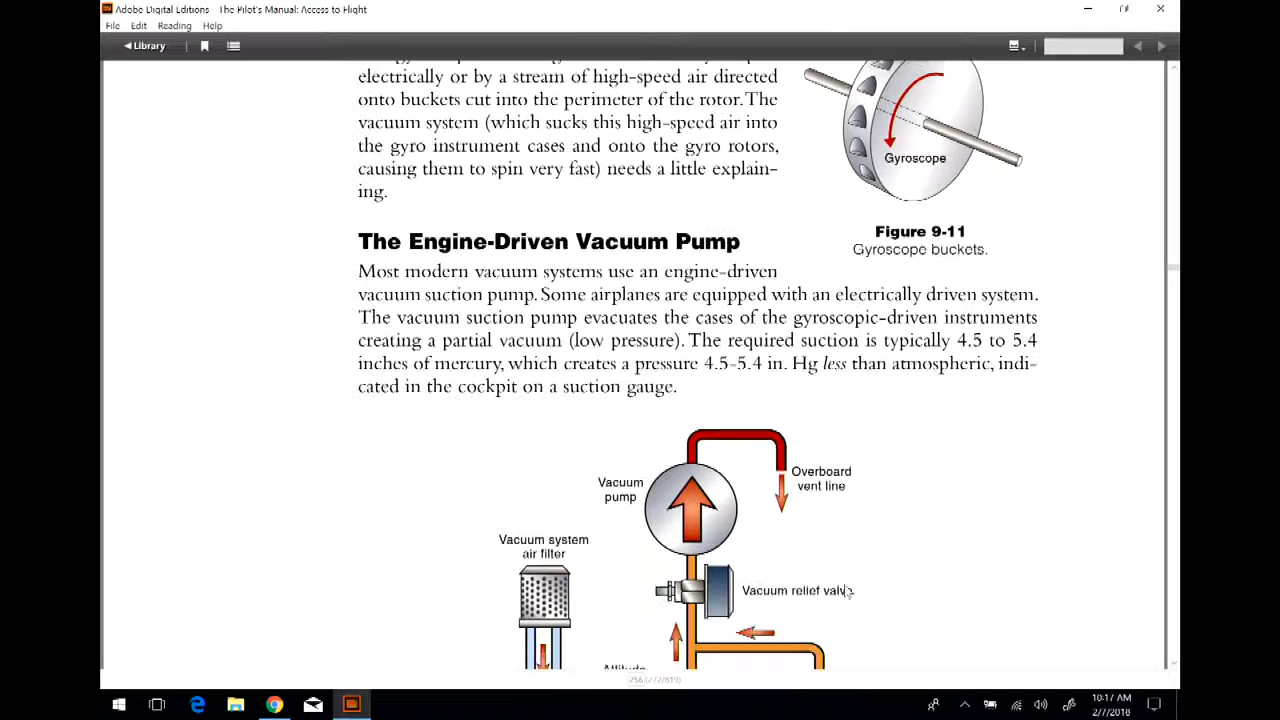 Adobe Digital Editions - The Pilot's Manual: Access to Flight
File Edit Reading Help
Library
electrically or by a stream of high-speed air directed
onto buckets cut into the perimeter of the rotor. The
vacuum system (which sucks this high-speed air into
the gyro instrument cases and onto the gyro rotors,
causing them to spin very fast) needs a little explain-
ing.
Gyroscope
Figure 9-11
Gyroscope buckets.
The Engine-Driven Vacuum Pump
Most modern vacuum systems use an engine-driven
vacuum suction pump. Some airplanes are equipped with an electrically driven system.
The vacuum suction pump evacuates the cases of the gyroscopic-driven instruments
creating a partial vacuum (low pressure). The required suction is typically 4.5 to 5.4
inches of mercury, which creates a pressure 4.5–5.4 in. Hg less than atmospheric, indi-
cated in the cockpit on a suction gauge.
Overboard
vent line
Vacuum
pump
Vacuum system
air filter
Vacuum relief valve
256 (277/819)
10:17 AM
2/7/2018